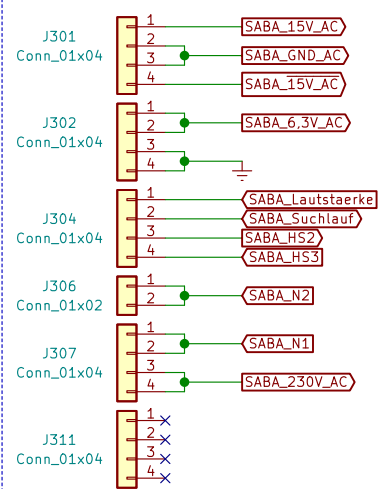 J301
Conn_01x04
1
2
3
4
SABA_15V_AC
SABA_GND_AC
SABA_15V_AC
J302
Conn_01x04
1
2
3
4
SABA_6,3V_AC
J304
Conn_01x04
1
2
3
4
SABA_Lautstaerke
SABA_Suchlauf
SABA_HS2
SABA_HS3
J306
Conn_01x02
1
2
SABA_N2
J307
Conn_01x04
1
2
3
4
SABA_N1
SABA_230V_AC
J311
Conn_01x04
1
2
3
4